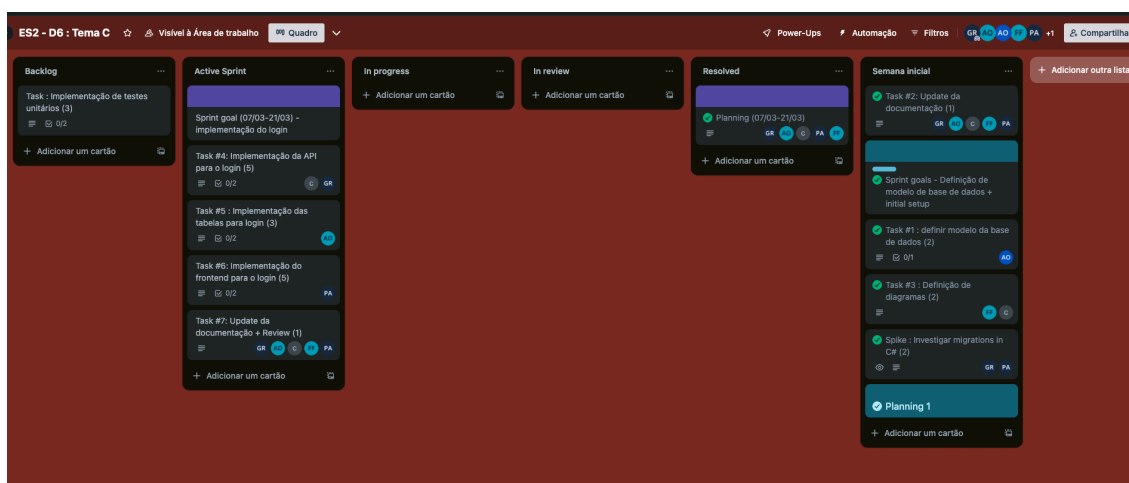 ES2 - D6 : Tema C
Visível à Área de trabalho
Quadro
Power-Ups
Automação
Filtros
GR AO AO FF PA +1
Compartilha
Backlog
Task : Implementação de testes
unitários (3)
0/2
+ Adicionar um cartão
Active Sprint
Sprint goal (07/03-21/03) -
implementação do login
Task #4: Implementação da API
para o login (5)
0/2
C GR
Task #5 : Implementação das
tabelas para login (3)
0/2
AO
Task #6: Implementação do
frontend para o login (5)
0/2
PA
Task #7: Update da
documentação + Review (1)
GR AO C FF PA
+ Adicionar um cartão
In progress
+ Adicionar um cartão
In review
+ Adicionar um cartão
Resolved
Planning (07/03-21/03)
GR AO C PA FF
+ Adicionar um cartão
Semana inicial
Task #2: Update da
documentação (1)
GR AO C FF PA
Sprint goals - Definição de
modelo de base de dados +
initial setup
Task #1 : definir modelo da base
de dados (2)
0/1
AO
Task #3 : Definição de
diagramas (2)
FF C
Spike : Investigar migrations in
C# (2)
GR PA
Planning 1
+ Adicionar um cartão
+ Adicionar outra lista